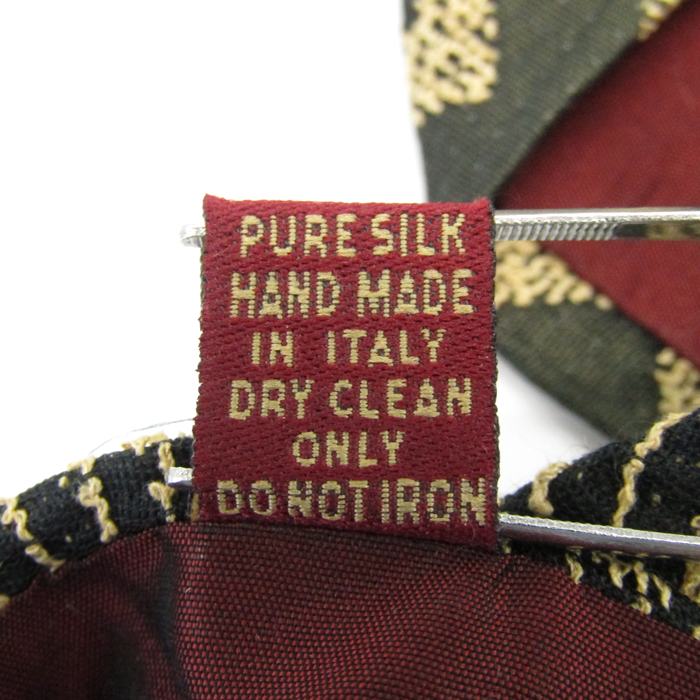 PURE SILK
HAND MADE
IN ITALY
DRY CLEAN
ONLY
DO NOT IRON